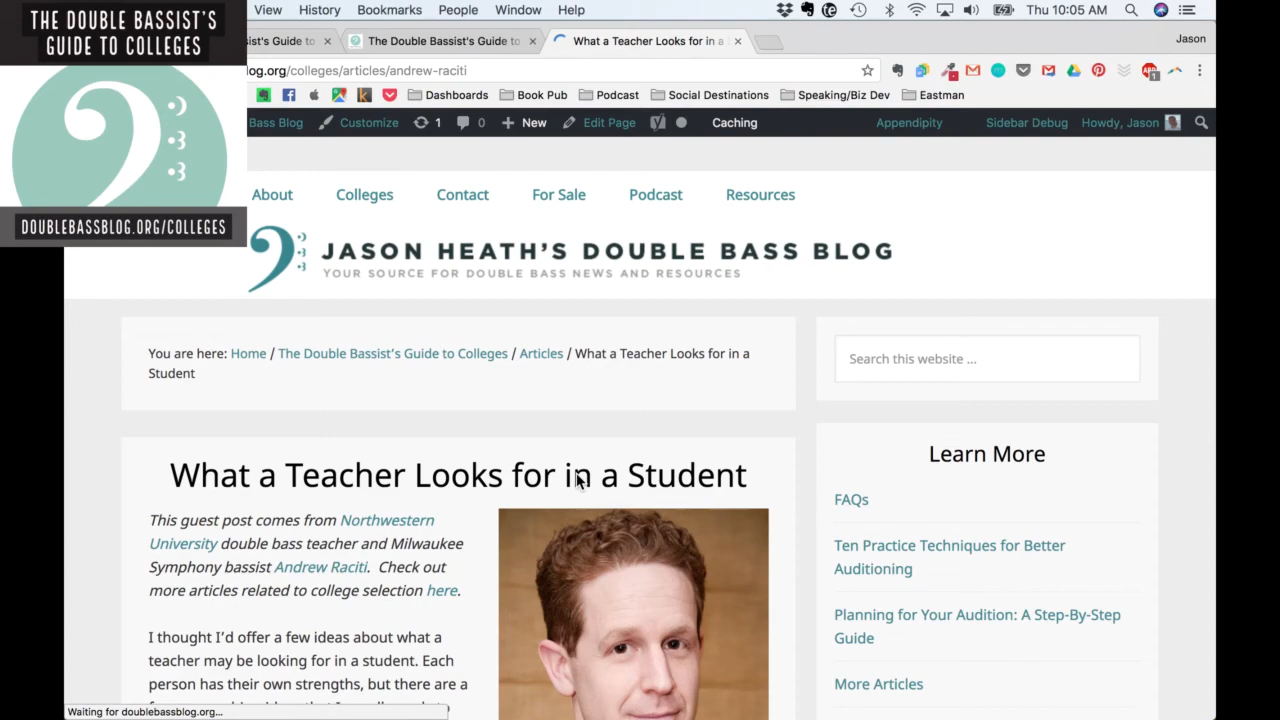 THE DOUBLE BASSIST'S
GUIDE TO COLLEGES
DOUBLEBASSBLOG.ORG/COLLEGES
View History Bookmarks People Window Help
Thu 10:05 AM
ist's Guide to
The Double Bassist's Guide to
What a Teacher Looks for in a
Jason
log.org/colleges/articles/andrew-raciti
Dashboards Book Pub Podcast Social Destinations Speaking/Biz Dev Eastman
Bass Blog Customize 1 0 New Edit Page Caching Appendipity Sidebar Debug Howdy, Jason
About Colleges Contact For Sale Podcast Resources
JASON HEATH'S DOUBLE BASS BLOG
YOUR SOURCE FOR DOUBLE BASS NEWS AND RESOURCES
You are here: Home / The Double Bassist's Guide to Colleges / Articles / What a Teacher Looks for in a
Student
Search this website ...
What a Teacher Looks for in a Student
This guest post comes from Northwestern
University double bass teacher and Milwaukee
Symphony bassist Andrew Raciti. Check out
more articles related to college selection here.
I thought I'd offer a few ideas about what a
teacher may be looking for in a student. Each
person has their own strengths, but there are a
Learn More
FAQs
Ten Practice Techniques for Better
Auditioning
Planning for Your Audition: A Step-By-Step
Guide
More Articles
Waiting for doublebassblog.org...